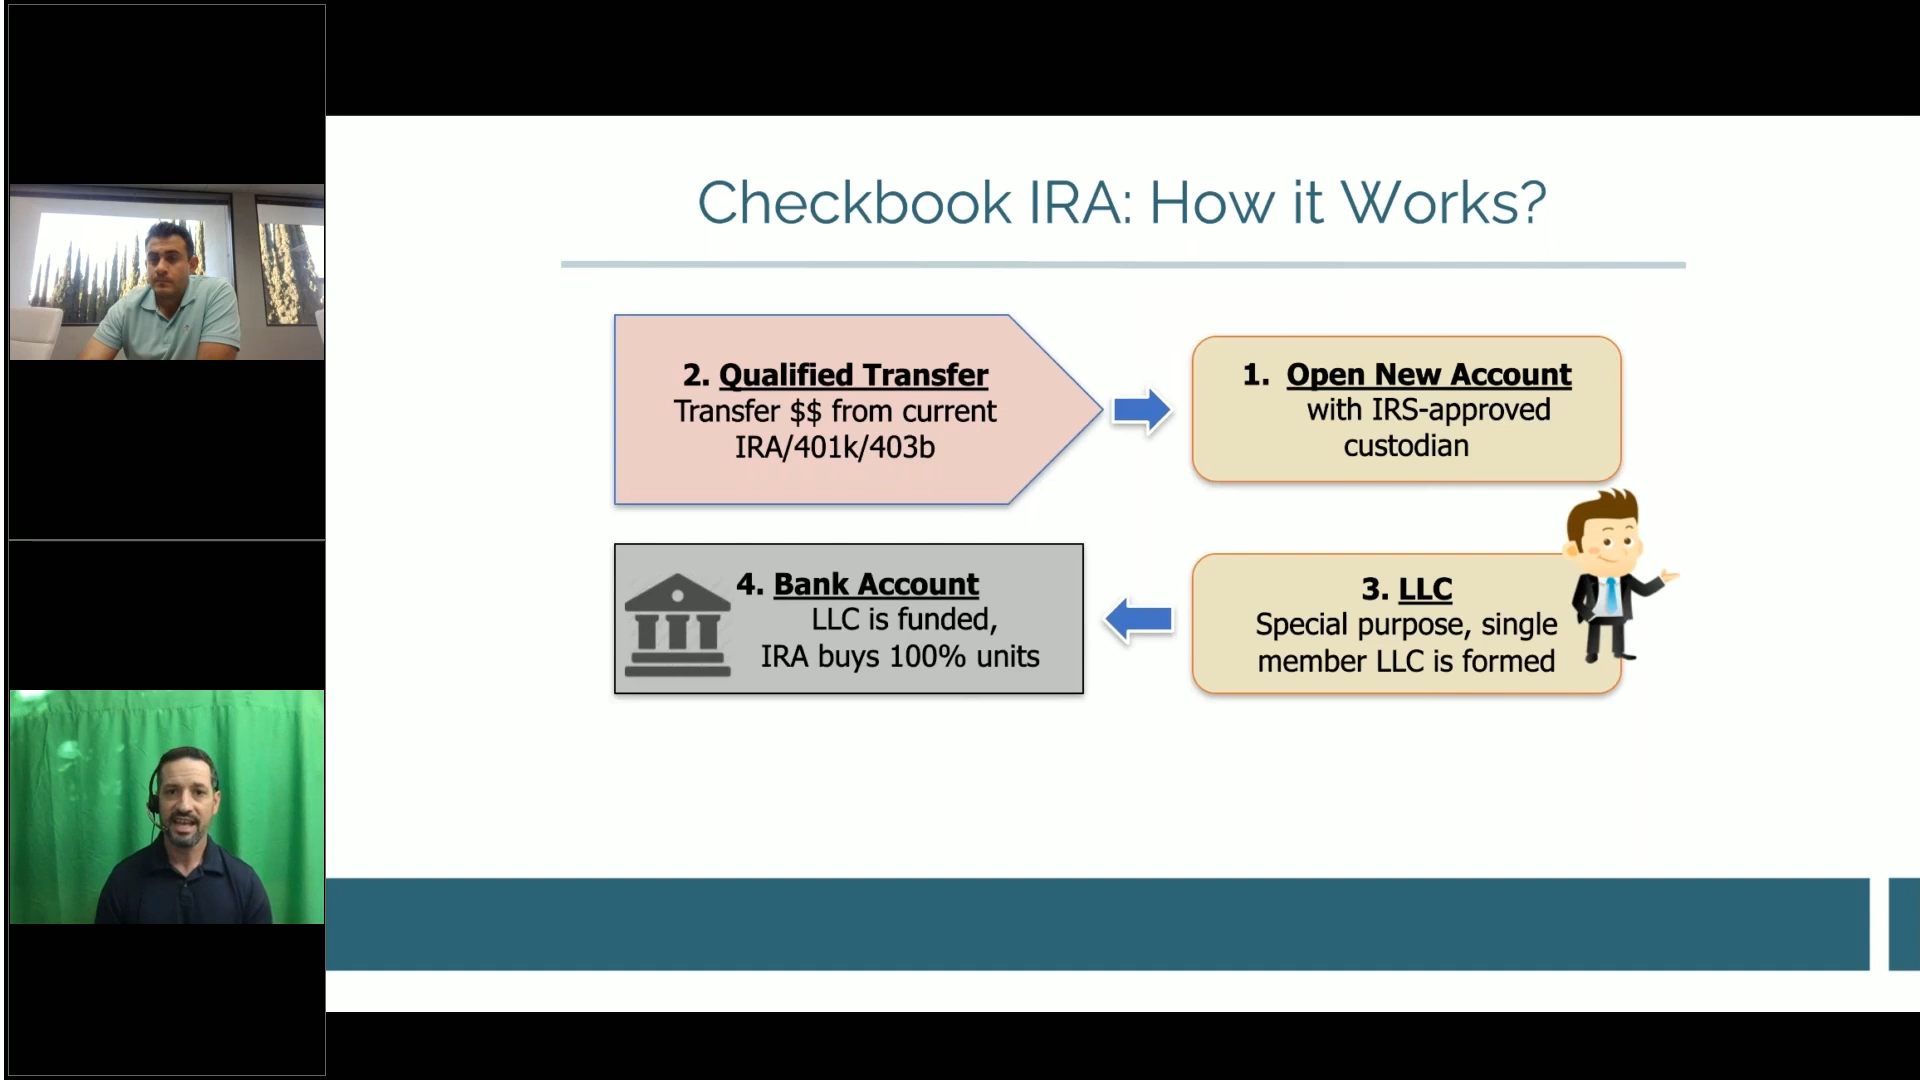 Checkbook IRA: How it Works?
2. Qualified Transfer
Transfer $$ from current
IRA/401k/403b
1. Open New Account
with IRS-approved
custodian
4. Bank Account
LLC is funded,
IRA buys 100% units
3. LLC
Special purpose, single
member LLC is formed